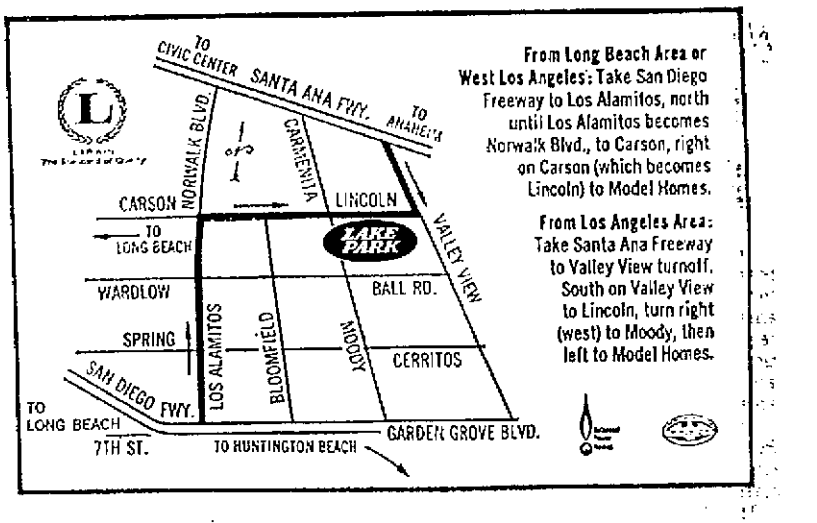 TO
CIVIC CENTER
SANTA ANA FWY.
TO
ANAHEIM
L
NORWALK BLVD.
CARMENITA
CARSON
LINCOLN
TO
LONG BEACH
LAKE
PARK
VALLEY VIEW
WARDLOW
BALL RD.
SPRING
LOS ALAMITOS
BLOOMFIELD
MOODY
CERRITOS
SAN DIEGO FWY.
TO
LONG BEACH
7TH ST.
TO HUNTINGTON BEACH
GARDEN GROVE BLVD.
From Long Beach Area or
West Los Angeles: Take San Diego
Freeway to Los Alamitos, north
until Los Alamitos becomes
Norwalk Blvd., to Carson, right
on Carson (which becomes
Lincoln) to Model Homes.
From Los Angeles Area:
Take Santa Ana Freeway
to Valley View turnoff,
South on Valley View
to Lincoln, turn right
(west) to Moody, then
left to Model Homes.